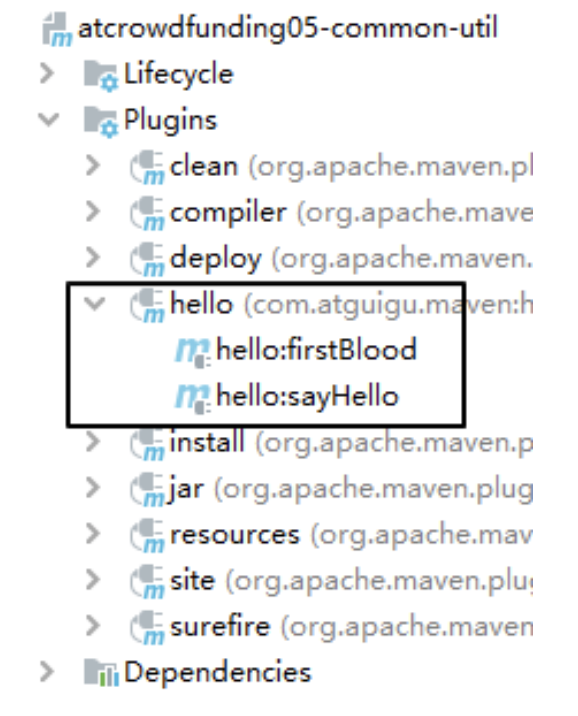 atcrowdfunding05-common-util
Lifecycle
Plugins
clean (org.apache.maven.pl
compiler (org.apache.mave
deploy (org.apache.maven.
hello (com.atguigu.maven:h
hello:firstBlood
hello:sayHello
install (org.apache.maven.p
jar (org.apache.maven.plug
resources (org.apache.mav
site (org.apache.maven.plu
surefire (org.apache.maven
Dependencies